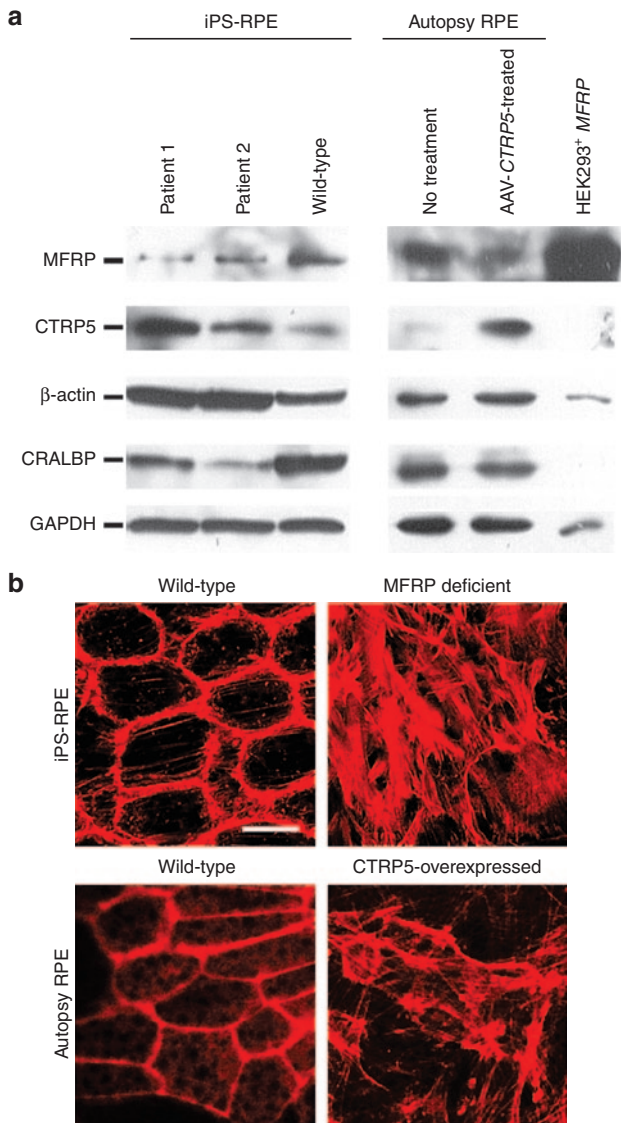 a
iPS-RPE
Autopsy RPE
Patient 1
Patient 2
Wild-type
No treatment
AAV-CTRP5-treated
HEK293⁺ MFRP
MFRP
CTRP5
β-actin
CRALBP
GAPDH
b
Wild-type
MFRP deficient
iPS-RPE
Wild-type
CTRP5-overexpressed
Autopsy RPE